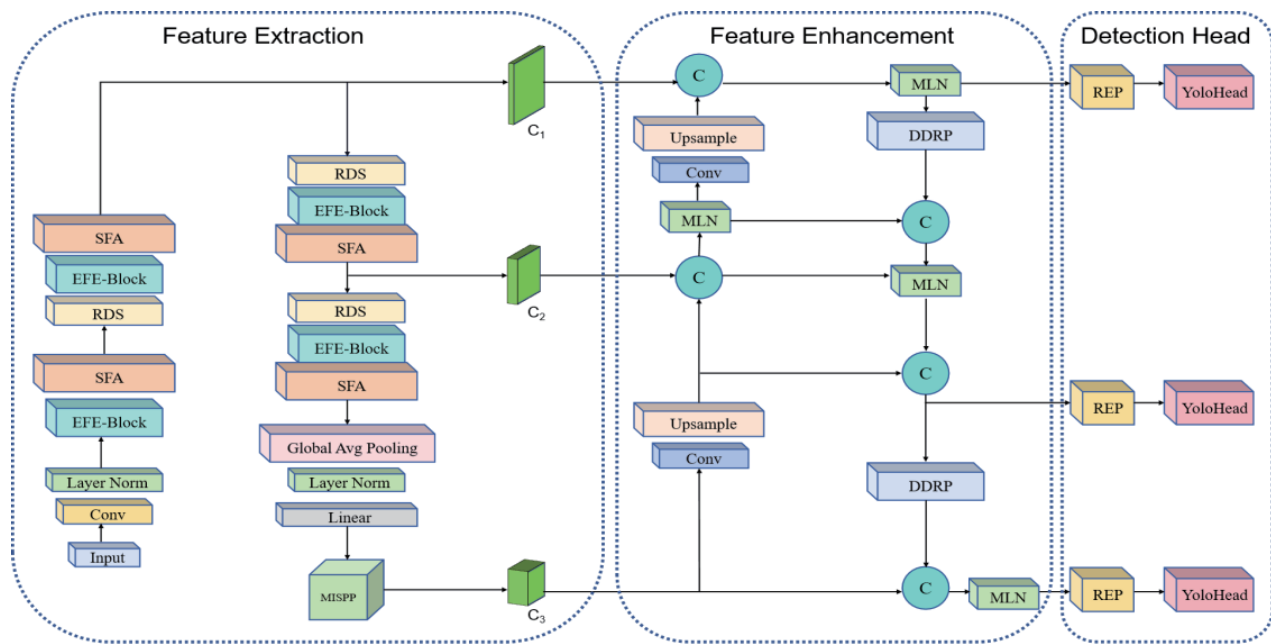 Feature Extraction
Feature Enhancement
Detection Head
C1
RDS
EFE-Block
SFA
SFA
EFE-Block
RDS
SFA
EFE-Block
Layer Norm
Conv
Input
C2
RDS
EFE-Block
SFA
Global Avg Pooling
Layer Norm
Linear
MISPP
C3
C
MLN
Upsample
DDRP
Conv
MLN
C
C
MLN
C
Upsample
Conv
DDRP
C
MLN
REP
YoloHead
REP
YoloHead
REP
YoloHead